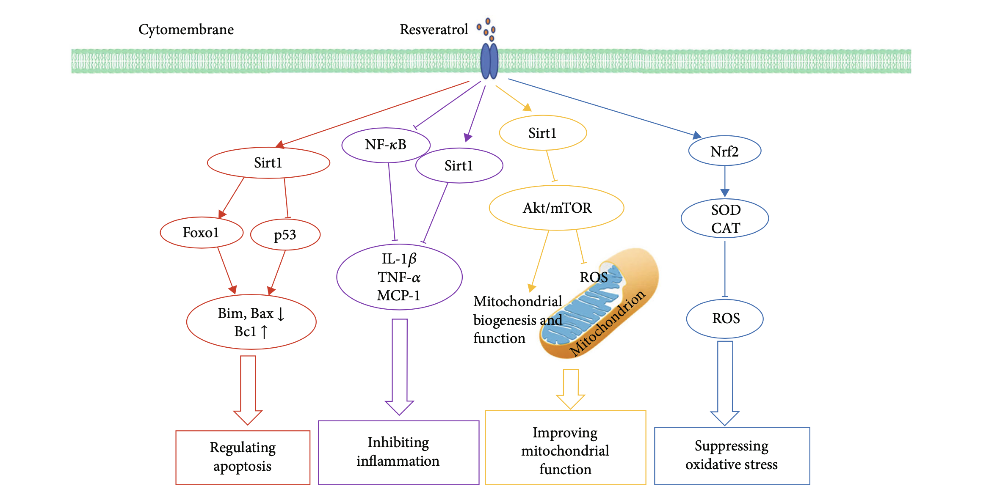 Cytomembrane
Resveratrol
Sirt1
Foxo1
p53
Bim, Bax ↓
Bc1 ↑
Regulating
apoptosis
NF-κB
Sirt1
IL-1β
TNF-α
MCP-1
Inhibiting
inflammation
Sirt1
Akt/mTOR
ROS
Mitochondrial
biogenesis and
function
Mitochondrion
Improving
mitochondrial
function
Nrf2
SOD
CAT
ROS
Suppressing
oxidative stress